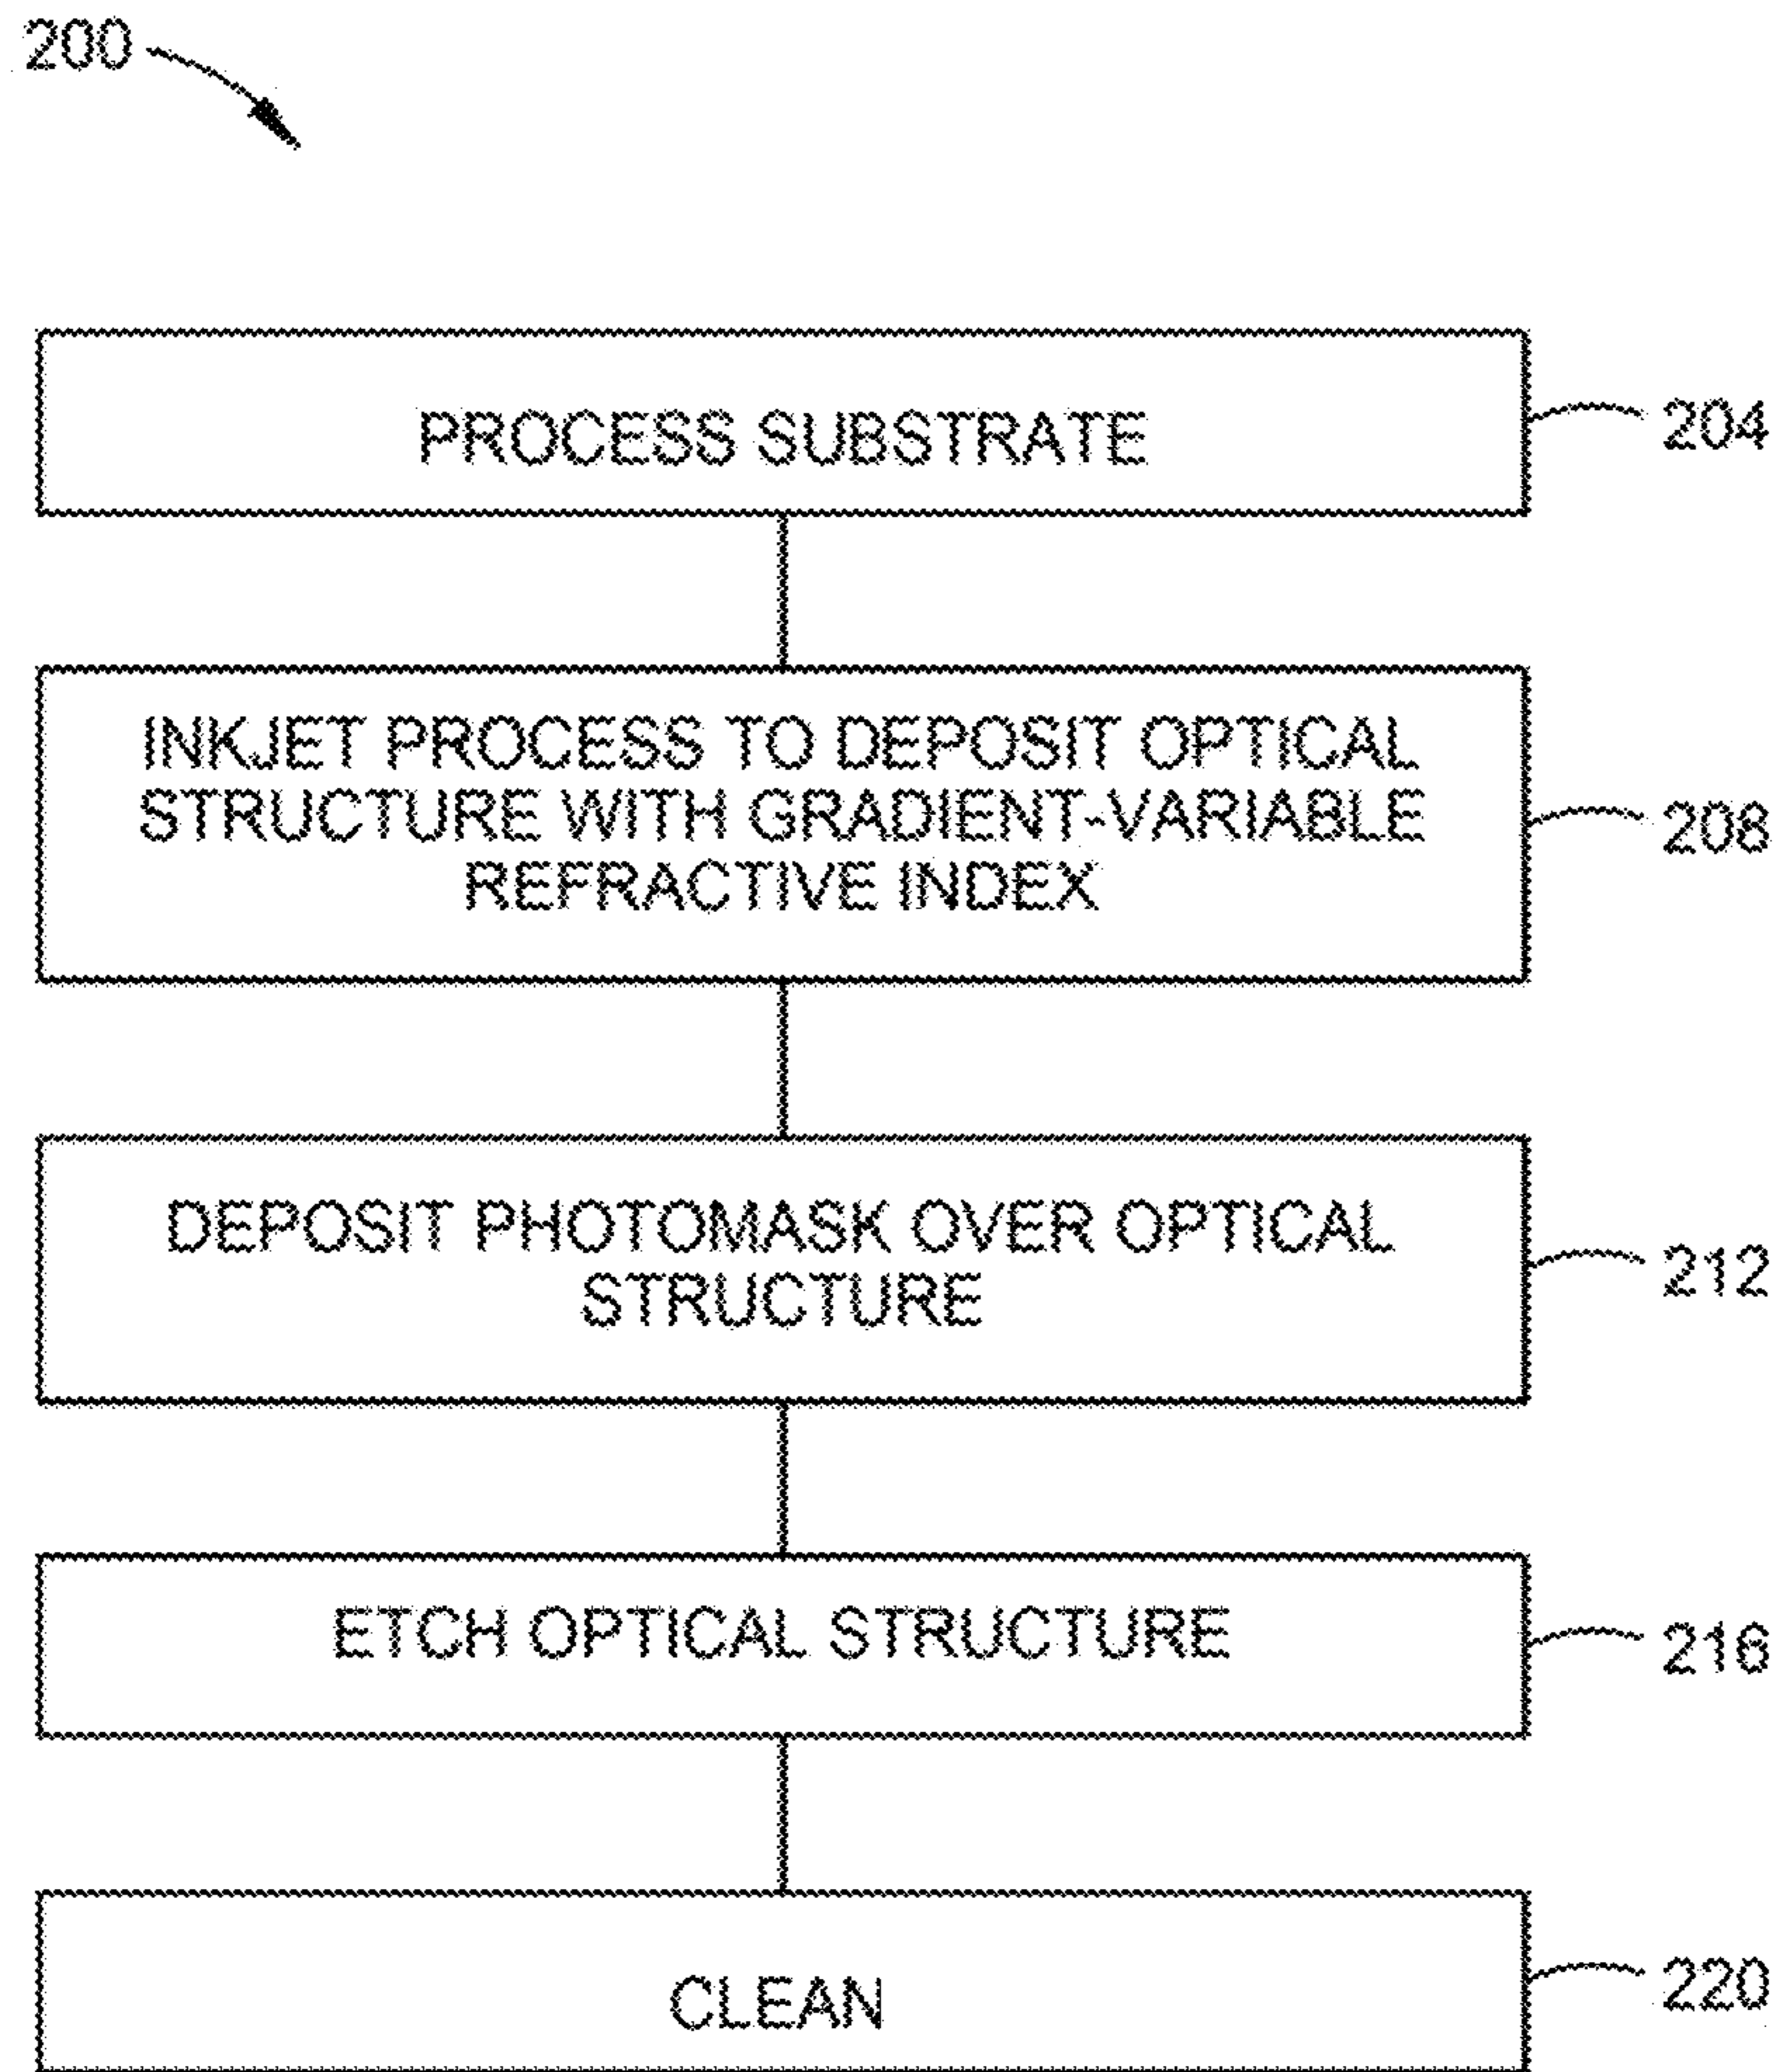 200
PROCESS SUBSTRATE
204
INKJET PROCESS TO DEPOSIT OPTICAL
STRUCTURE WITH GRADIENT-VARIABLE
REFRACTIVE INDEX
208
DEPOSIT PHOTOMASK OVER OPTICAL
STRUCTURE
212
ETCH OPTICAL STRUCTURE
216
CLEAN
220